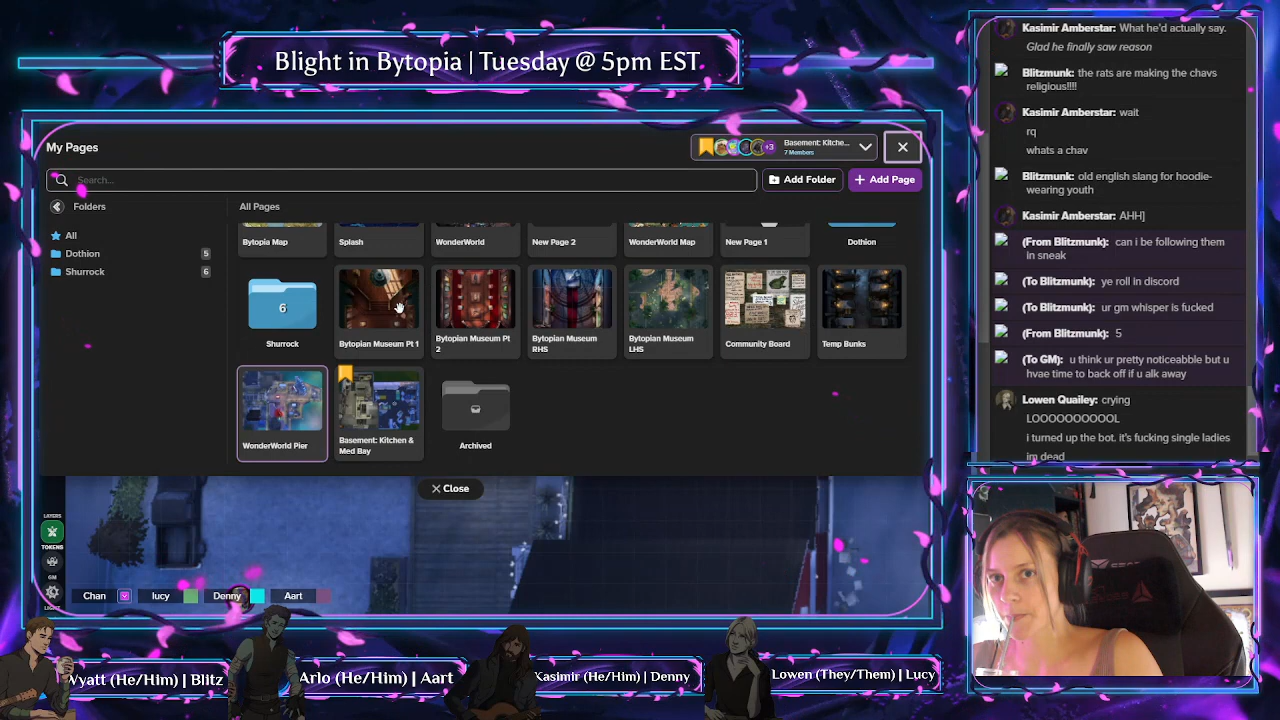 Blight in Bytopia | Tuesday @ 5pm EST
My Pages
+3
Basement: Kitche...
7 Members
Search...
Add Folder
+ Add Page
Folders
All Pages
All
Dothion 5
Shurrock 6
Bytopia Map
Splash
WonderWorld
New Page 2
WonderWorld Map
New Page 1
Dothion
6
Shurrock
Bytopian Museum Pt 1
Bytopian Museum Pt
2
Bytopian Museum
RHS
Bytopian Museum
LHS
Community Board
Temp Bunks
WonderWorld Pier
Basement: Kitchen &
Med Bay
Archived
Close
LAYERS
TOKENS
GM
LIGHT
Chan
lucy
Denny
Aart
Kasimir Amberstar: What he'd actually say.
Glad he finally saw reason
Blitzmunk: the rats are making the chavs
religious!!!!
Kasimir Amberstar: wait
rq
whats a chav
Blitzmunk: old english slang for hoodie-
wearing youth
Kasimir Amberstar: AHH]
(From Blitzmunk): can i be following them
in sneak
(To Blitzmunk): ye roll in discord
(To Blitzmunk): ur gm whisper is fucked
(From Blitzmunk): 5
(To GM): u think ur pretty noticeabble but u
hvae time to back off if u alk away
Lowen Quailey: crying
LOOOOOOOOOL
i turned up the bot. it's fucking single ladies
im dead
Wyatt (He/Him) | Blitz
Arlo (He/Him) | Aart
Kasimir (He/Him) | Denny
Lowen (They/Them) | Lucy